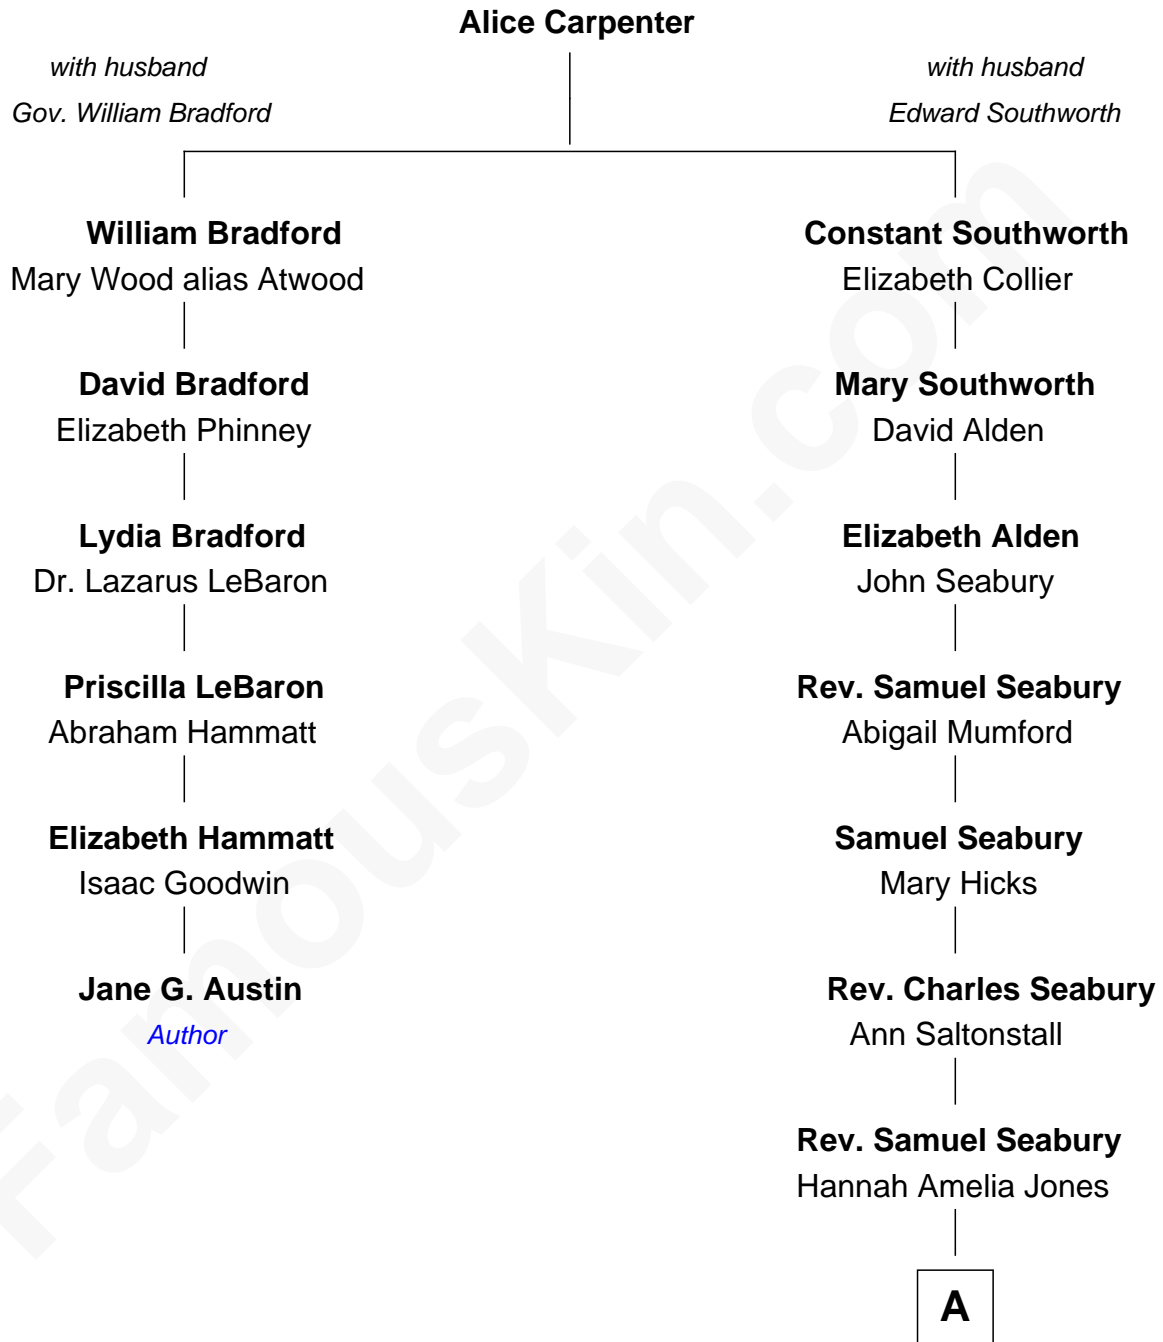 Alice Carpenter
with husband
Gov. William Bradford
with husband
Edward Southworth
William Bradford
Mary Wood alias Atwood
David Bradford
Elizabeth Phinney
Lydia Bradford
Dr. Lazarus LeBaron
Priscilla LeBaron
Abraham Hammatt
Elizabeth Hammatt
Isaac Goodwin
Jane G. Austin
Author
Constant Southworth
Elizabeth Collier
Mary Southworth
David Alden
Elizabeth Alden
John Seabury
Rev. Samuel Seabury
Abigail Mumford
Samuel Seabury
Mary Hicks
Rev. Charles Seabury
Ann Saltonstall
Rev. Samuel Seabury
Hannah Amelia Jones
A
FamousKin.com